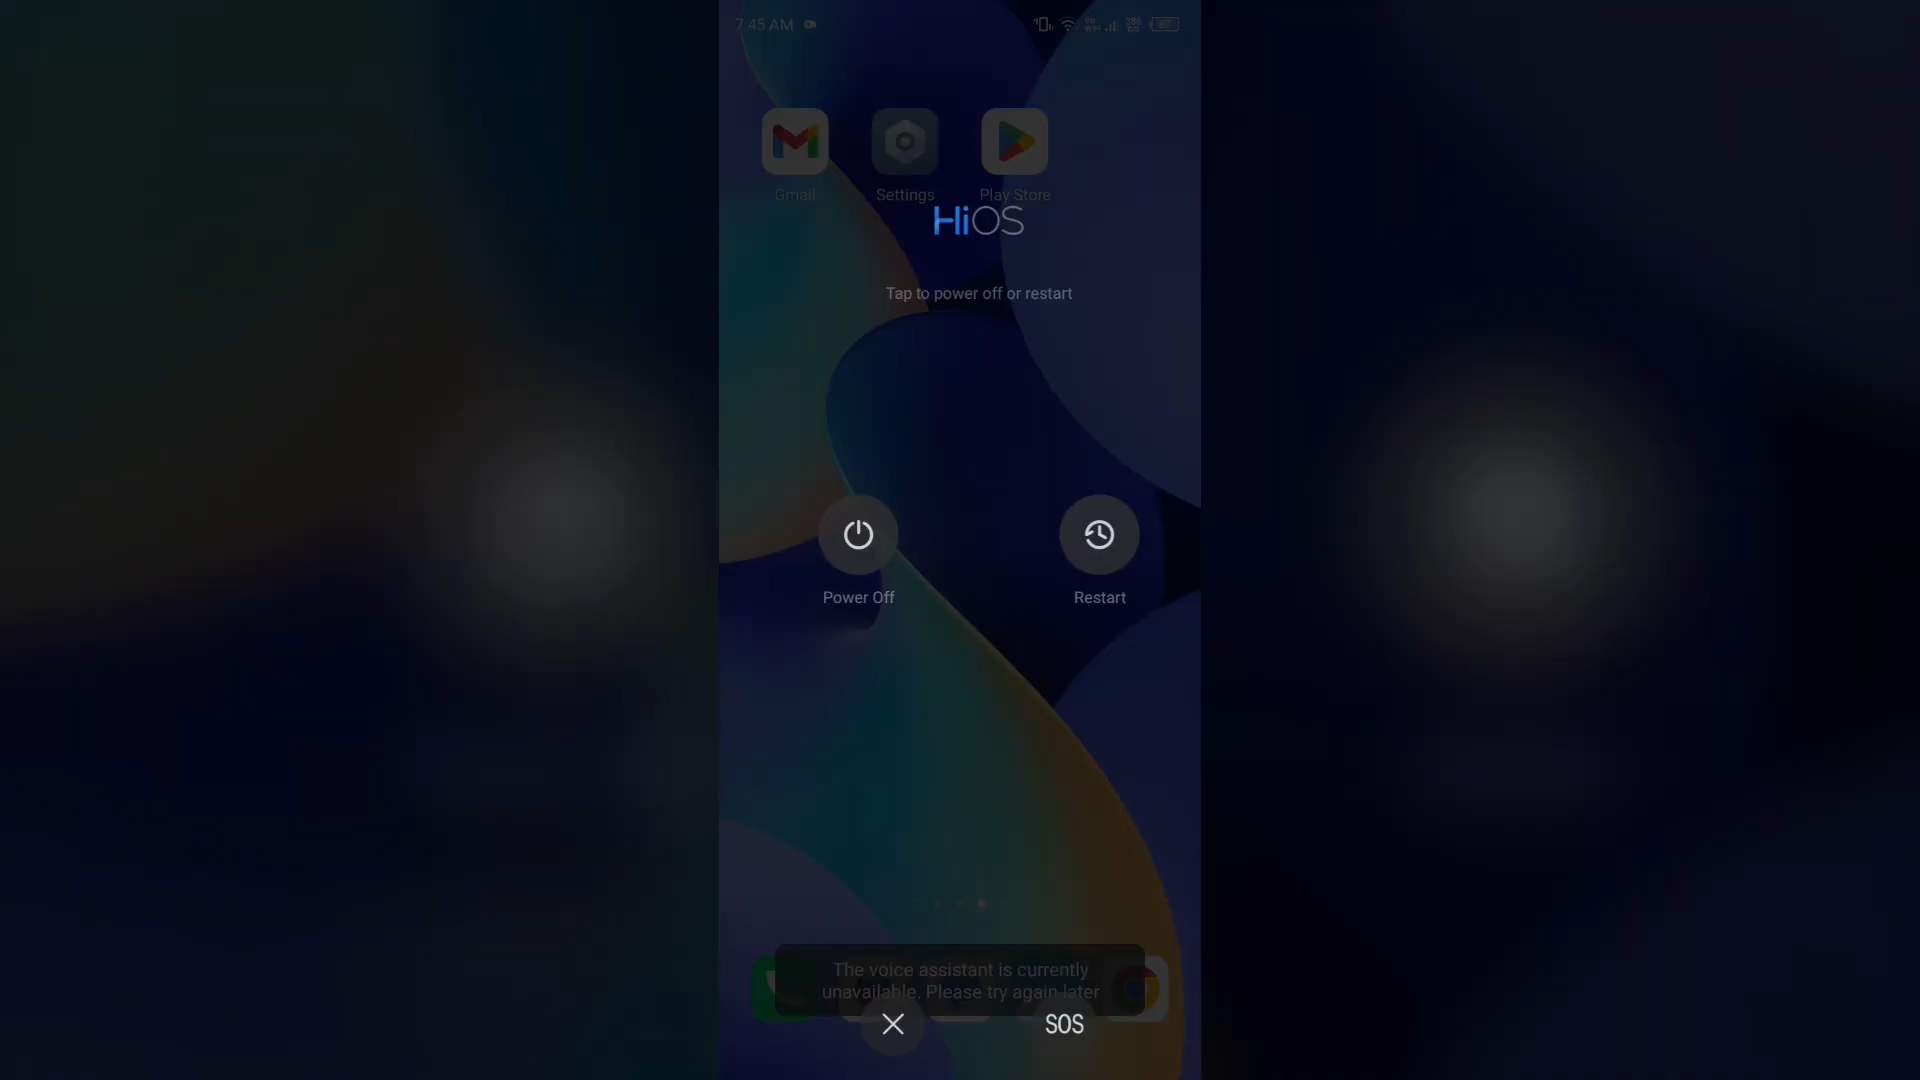 7:45 AM
Gmail
Settings
Play Store
HiOS
Tap to power off or restart
Power Off
Restart
The voice assistant is currently
unavailable. Please try again later
SOS